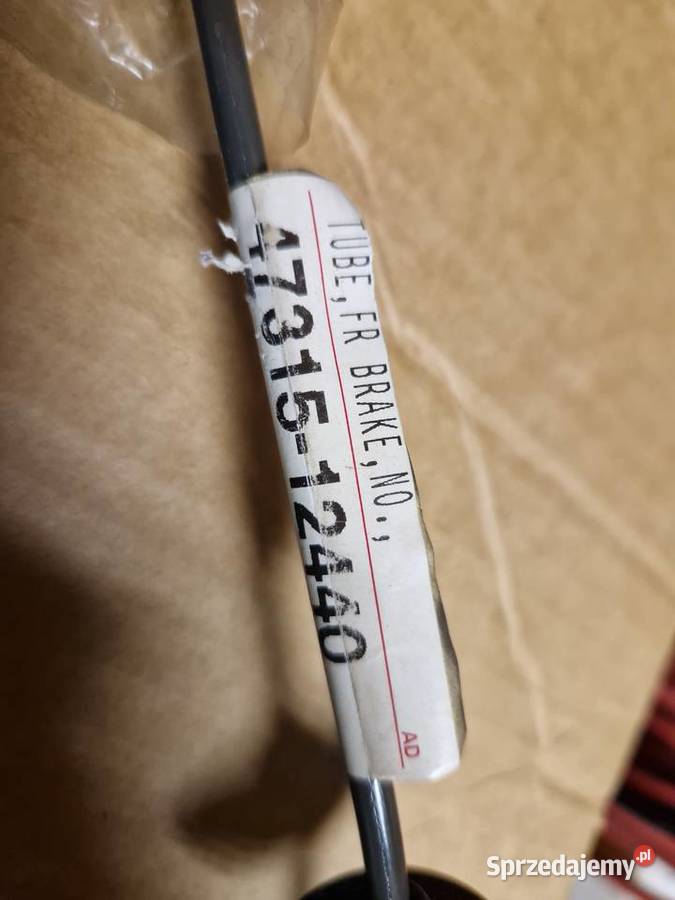 TUBE, FR BRAKE, NO.,
47315-12440
AD
Sprzedajemy.pl